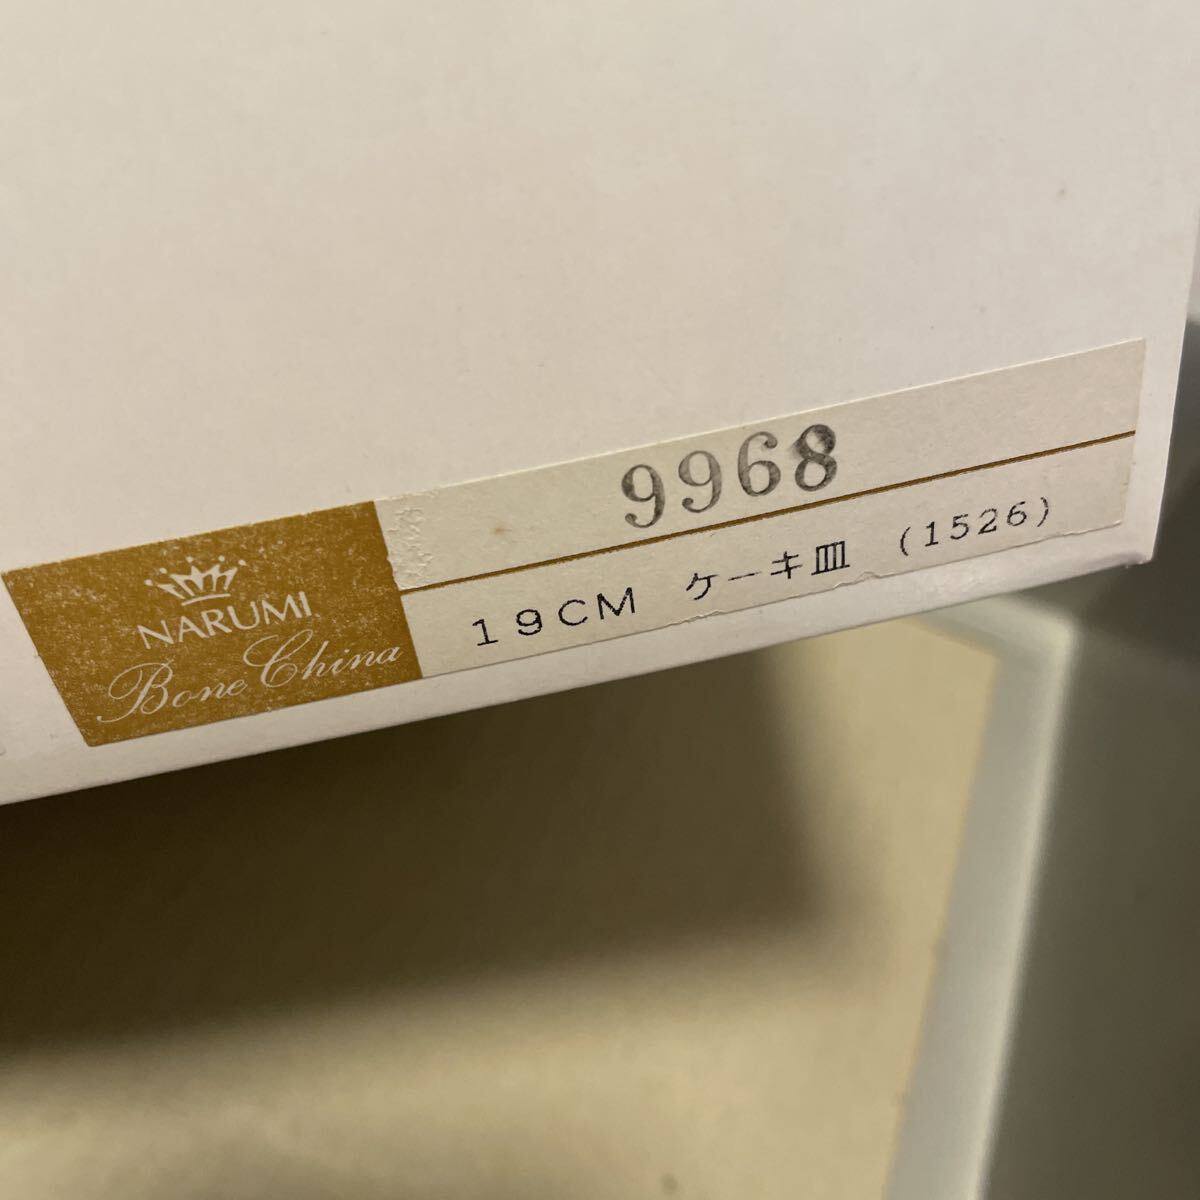 NARUMI
Bone China
9968
19CM ケーキ皿 (1526)